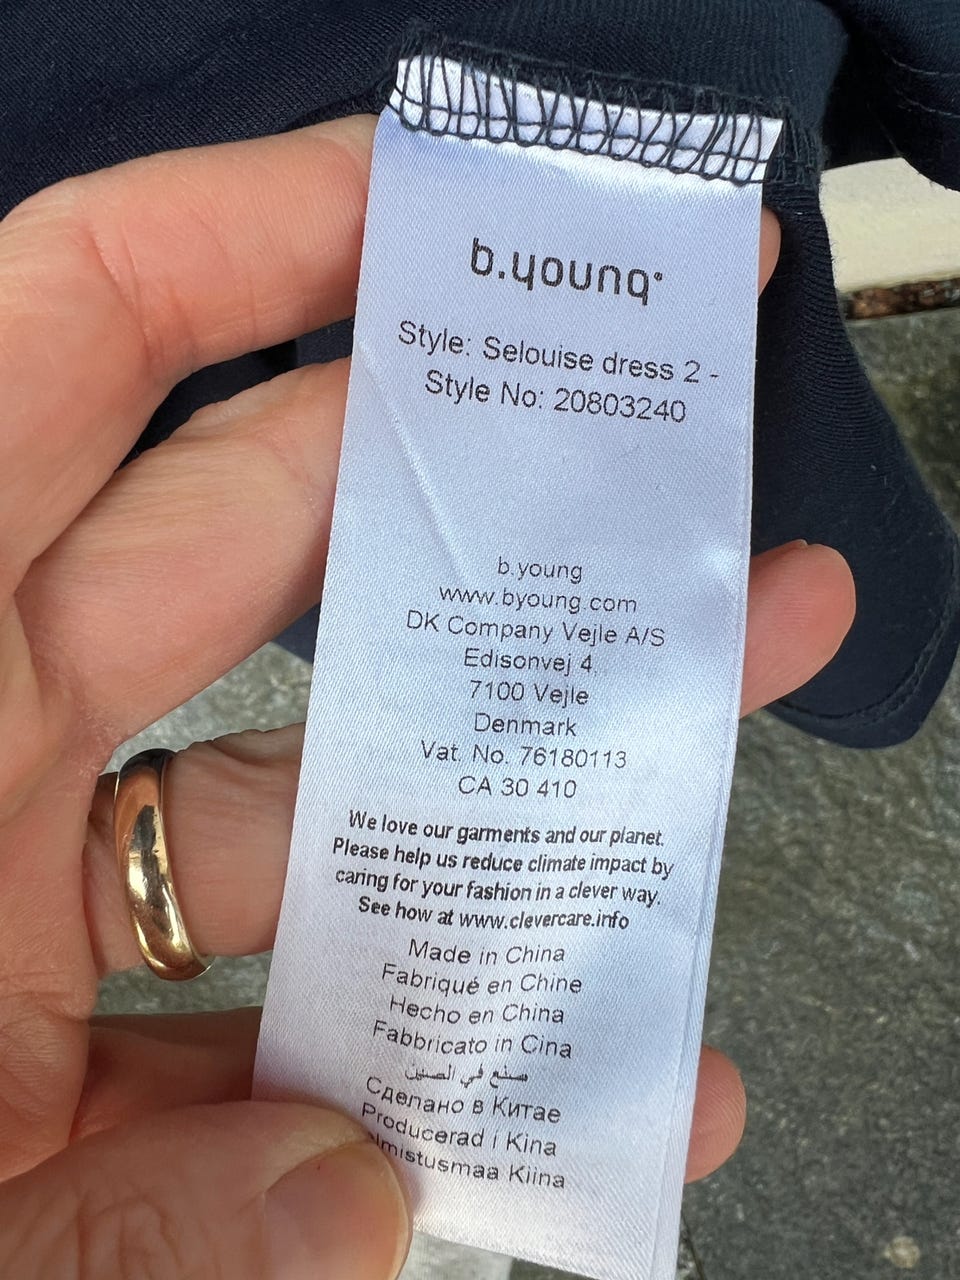 b.young
Style: Selouise dress 2 -
Style No: 20803240
b.young
www.byoung.com
DK Company Vejle A/S
Edisonvej 4
7100 Vejle
Denmark
Vat. No. 76180113
CA 30 410
We love our garments and our planet.
Please help us reduce climate impact by
caring for your fashion in a clever way.
See how at www.clevercare.info
Made in China
Fabriqué en Chine
Hecho en China
Fabbricato in Cina
صنع في الصين
Сделано в Китае
Producerad i Kina
Kiina